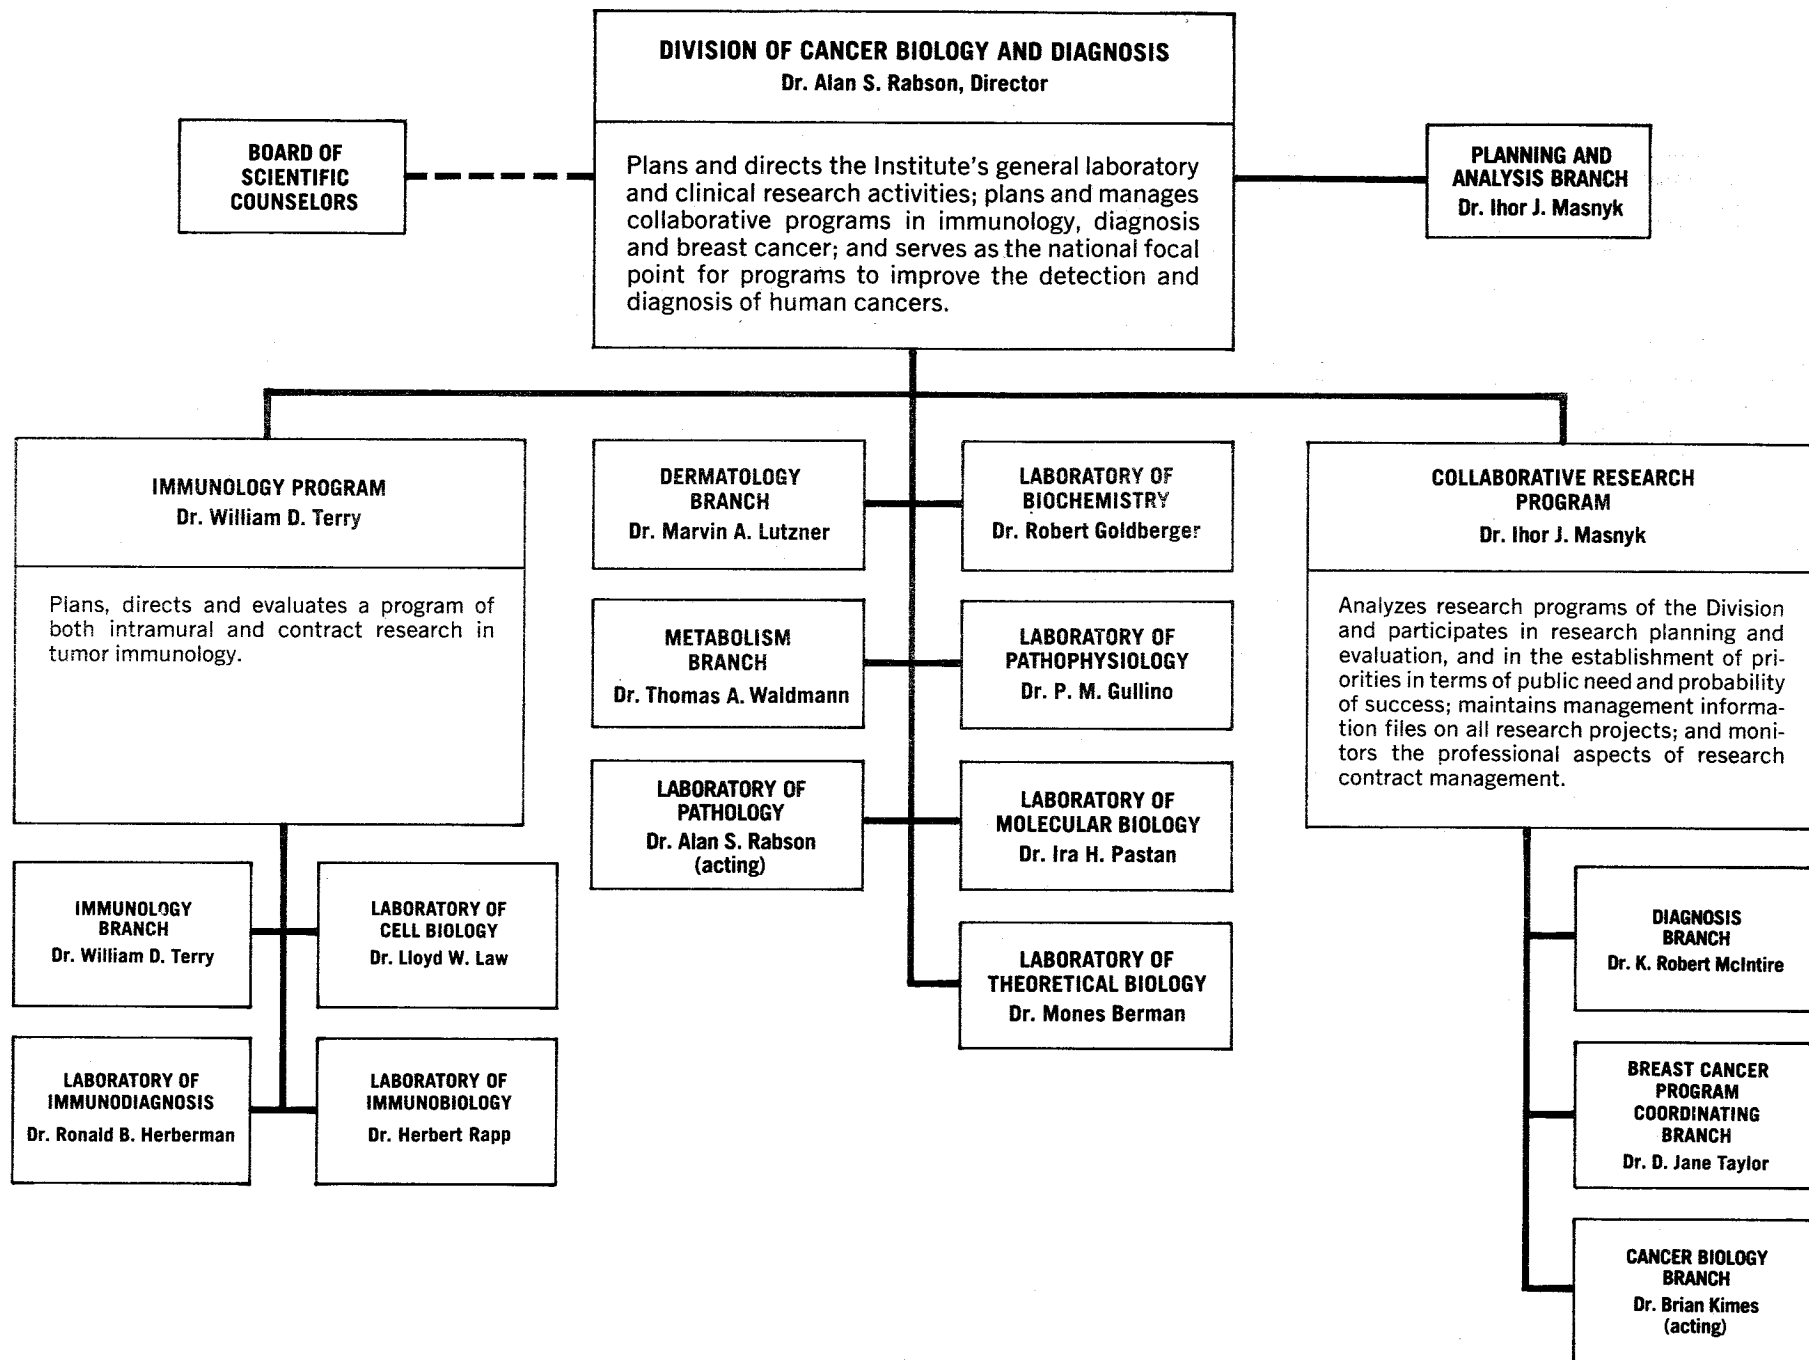 DIVISION OF CANCER BIOLOGY AND DIAGNOSIS
Dr. Alan S. Rabson, Director
BOARD OF
SCIENTIFIC
COUNSELORS
Plans and directs the Institute's general laboratory
and clinical research activities; plans and manages
collaborative programs in immunology, diagnosis
and breast cancer; and serves as the national focal
point for programs to improve the detection and
diagnosis of human cancers.
PLANNING AND
ANALYSIS BRANCH
Dr. Ihor J. Masnyk
IMMUNOLOGY PROGRAM
Dr. William D. Terry
Plans, directs and evaluates a program of
both intramural and contract research in
tumor immunology.
IMMUNOLOGY
BRANCH
Dr. William D. Terry
LABORATORY OF
CELL BIOLOGY
Dr. Lloyd W. Law
LABORATORY OF
IMMUNODIAGNOSIS
Dr. Ronald B. Herberman
LABORATORY OF
IMMUNOBIOLOGY
Dr. Herbert Rapp
DERMATOLOGY
BRANCH
Dr. Marvin A. Lutzner
LABORATORY OF
BIOCHEMISTRY
Dr. Robert Goldberger
METABOLISM
BRANCH
Dr. Thomas A. Waldmann
LABORATORY OF
PATHOPHYSIOLOGY
Dr. P. M. Gullino
LABORATORY OF
PATHOLOGY
Dr. Alan S. Rabson
(acting)
LABORATORY OF
MOLECULAR BIOLOGY
Dr. Ira H. Pastan
LABORATORY OF
THEORETICAL BIOLOGY
Dr. Mones Berman
COLLABORATIVE RESEARCH
PROGRAM
Dr. Ihor J. Masnyk
Analyzes research programs of the Division
and participates in research planning and
evaluation, and in the establishment of pri-
orities in terms of public need and probability
of success; maintains management informa-
tion files on all research projects; and moni-
tors the professional aspects of research
contract management.
DIAGNOSIS
BRANCH
Dr. K. Robert McIntire
BREAST CANCER
PROGRAM
COORDINATING
BRANCH
Dr. D. Jane Taylor
CANCER BIOLOGY
BRANCH
Dr. Brian Kimes
(acting)